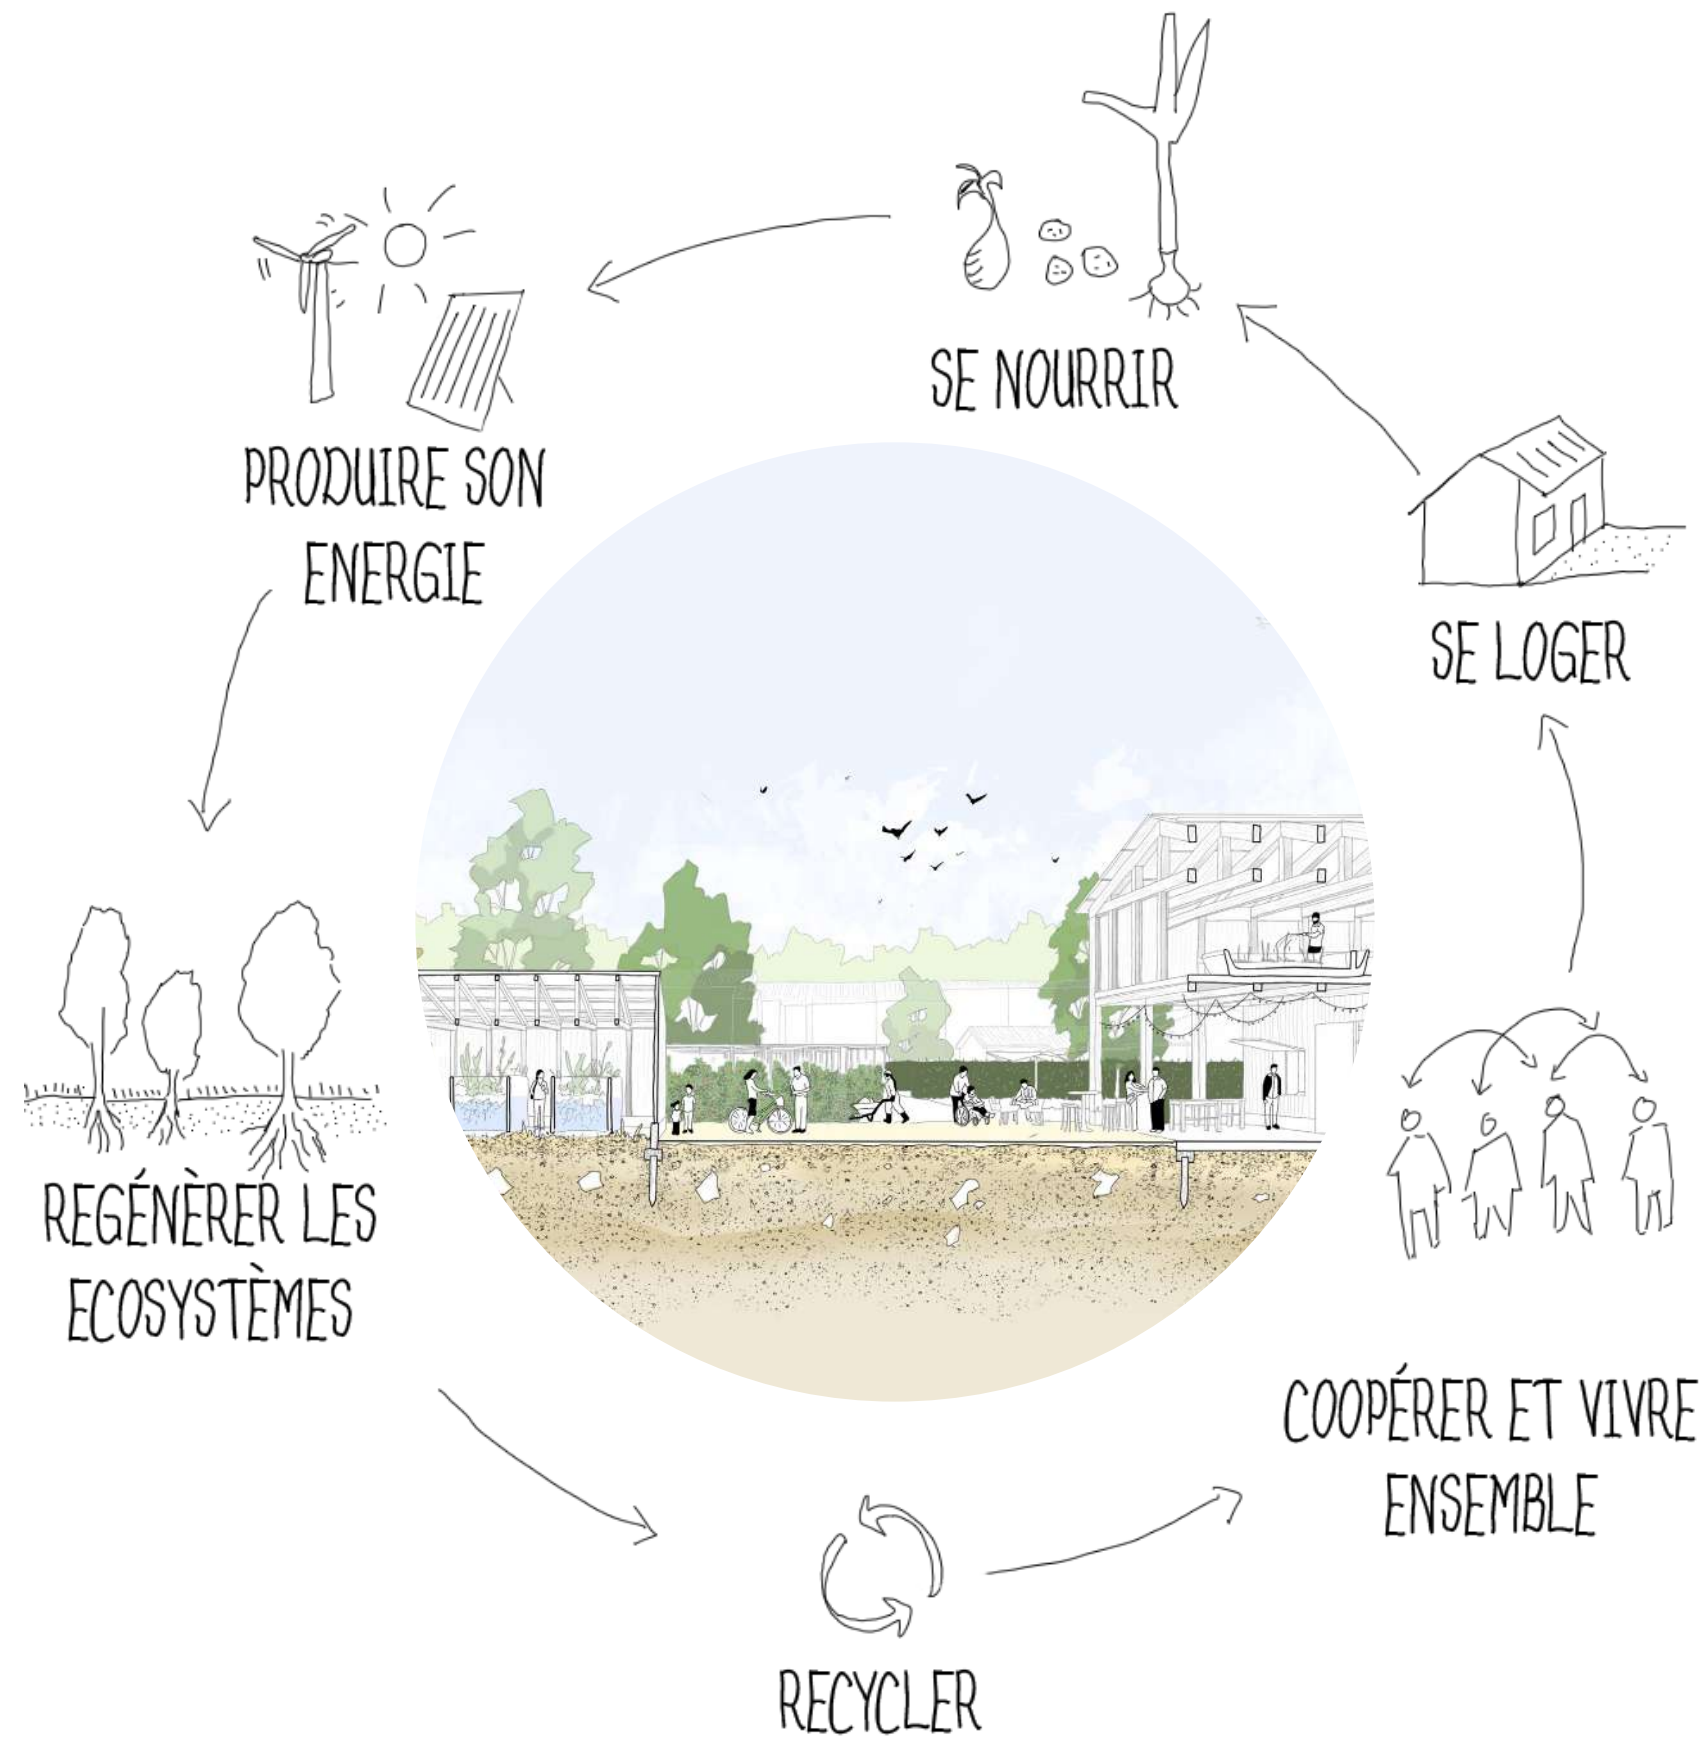 SE NOURRIR
PRODUIRE SON
ENERGIE
SE LOGER
REGÉNÈRER LES
ECOSYSTÈMES
COOPÉRER ET VIVRE
ENSEMBLE
RECYCLER